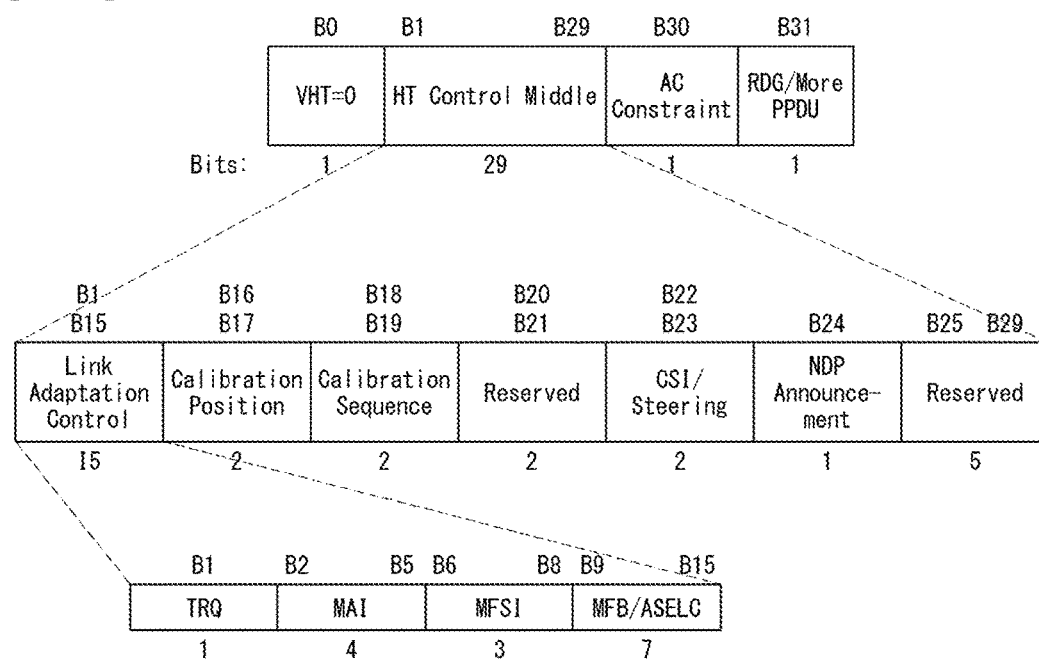 B0 B1 B29 B30 B31
VHT=0 HT Control Middle AC Constraint RDG/More PPDU
Bits: 1 29 1 1
B1 B16 B18 B20 B22
B15 B17 B19 B21 B23 B24 B25 B29
Link Adaptation Control Calibration Position Calibration Sequence Reserved CSI/ Steering NDP Announce- ment Reserved
15 2 2 2 2 1 5
B1 B2 B5 B6 B8 B9 B15
TRQ MAI MFSI MFB/ASELC
1 4 3 7